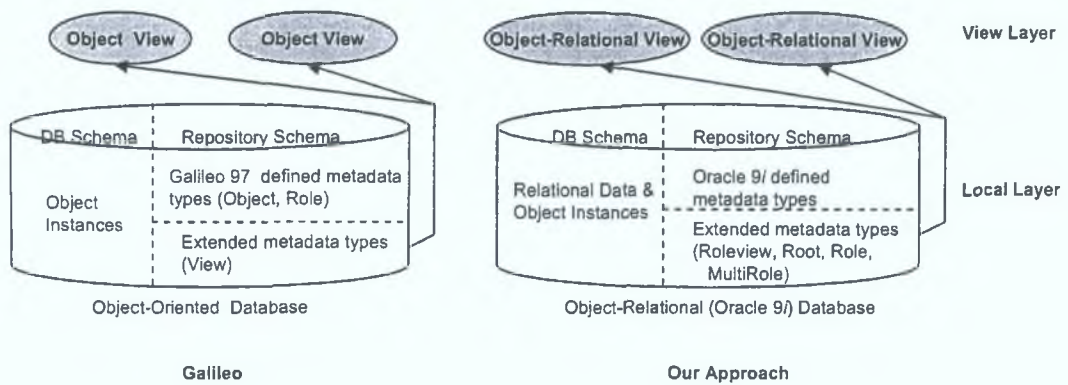 Object View
Object View
Object-Relational View
Object-Relational View
View Layer
DB Schema
Repository Schema
Galileo 97 defined metadata
types (Object, Role)
Object
Instances
Extended metadata types
(View)
Object-Oriented Database
DB Schema
Repository Schema
Oracle 9i defined
metadata types
Relational Data &
Object Instances
Extended metadata types
(Roleview, Root, Role,
MultiRole)
Object-Relational (Oracle 9i) Database
Local Layer
Galileo
Our Approach